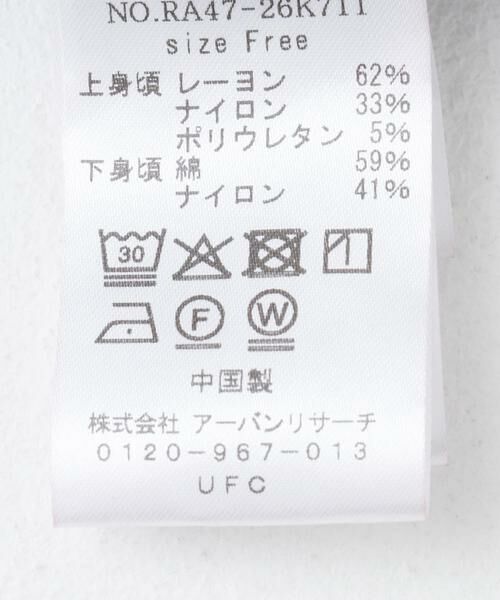 NO.RA47-26K711
size Free
上身頃 レーヨン 62%
ナイロン 33%
ポリウレタン 5%
下身頃 綿 59%
ナイロン 41%
30
F W
中国製
株式会社 アーバンリサーチ
0120-967-013
UFC